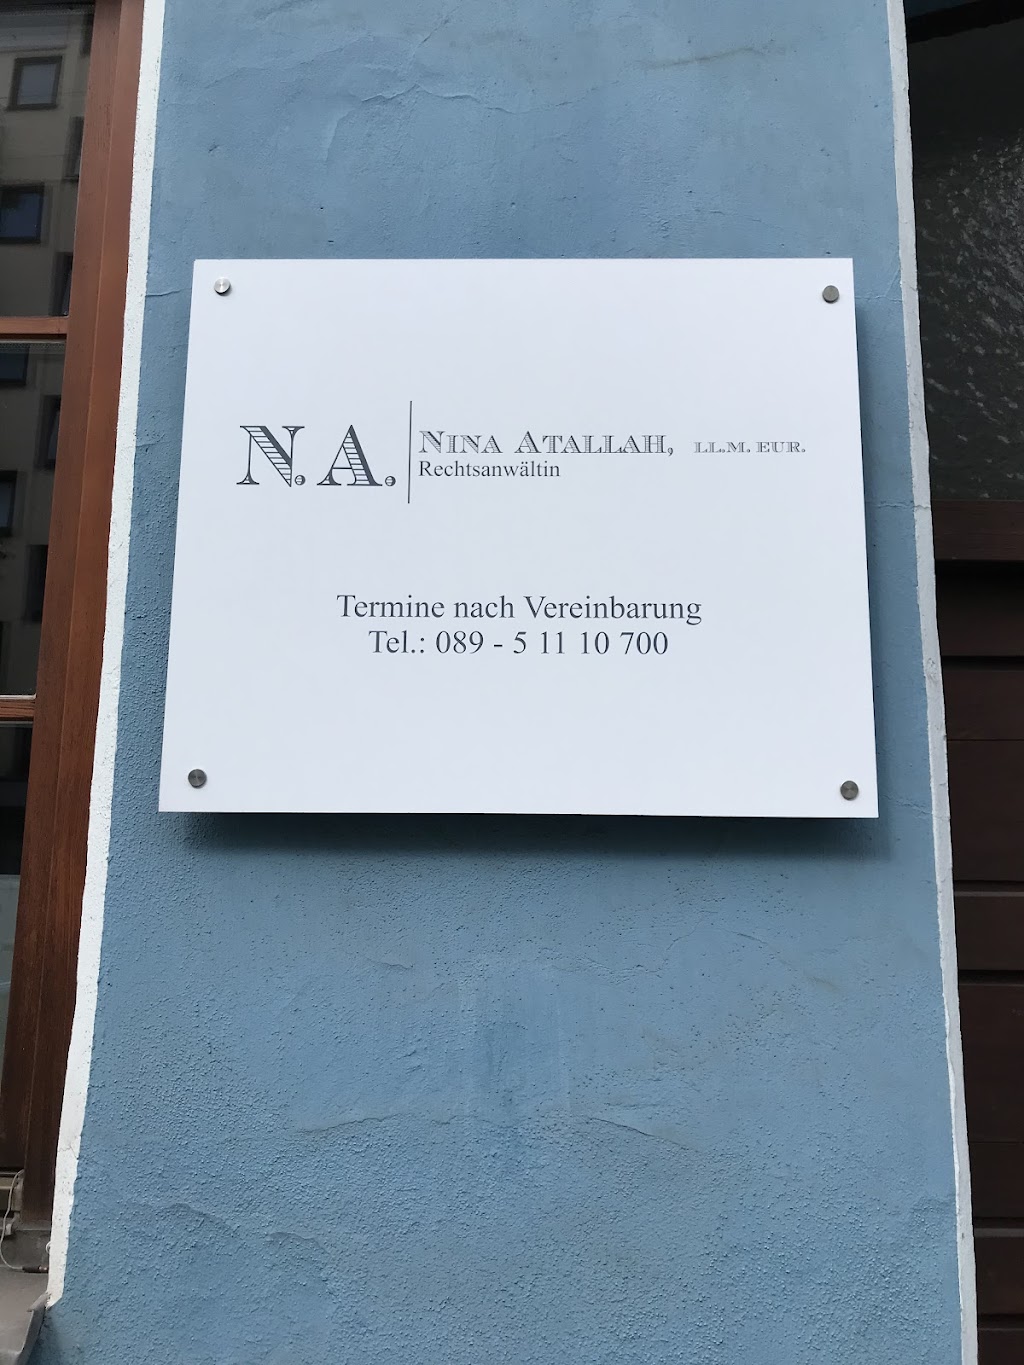 N. A.
NINA ATALLAH, LL.M. EUR.
Rechtsanwältin
Termine nach Vereinbarung
Tel.: 089 - 5 11 10 700